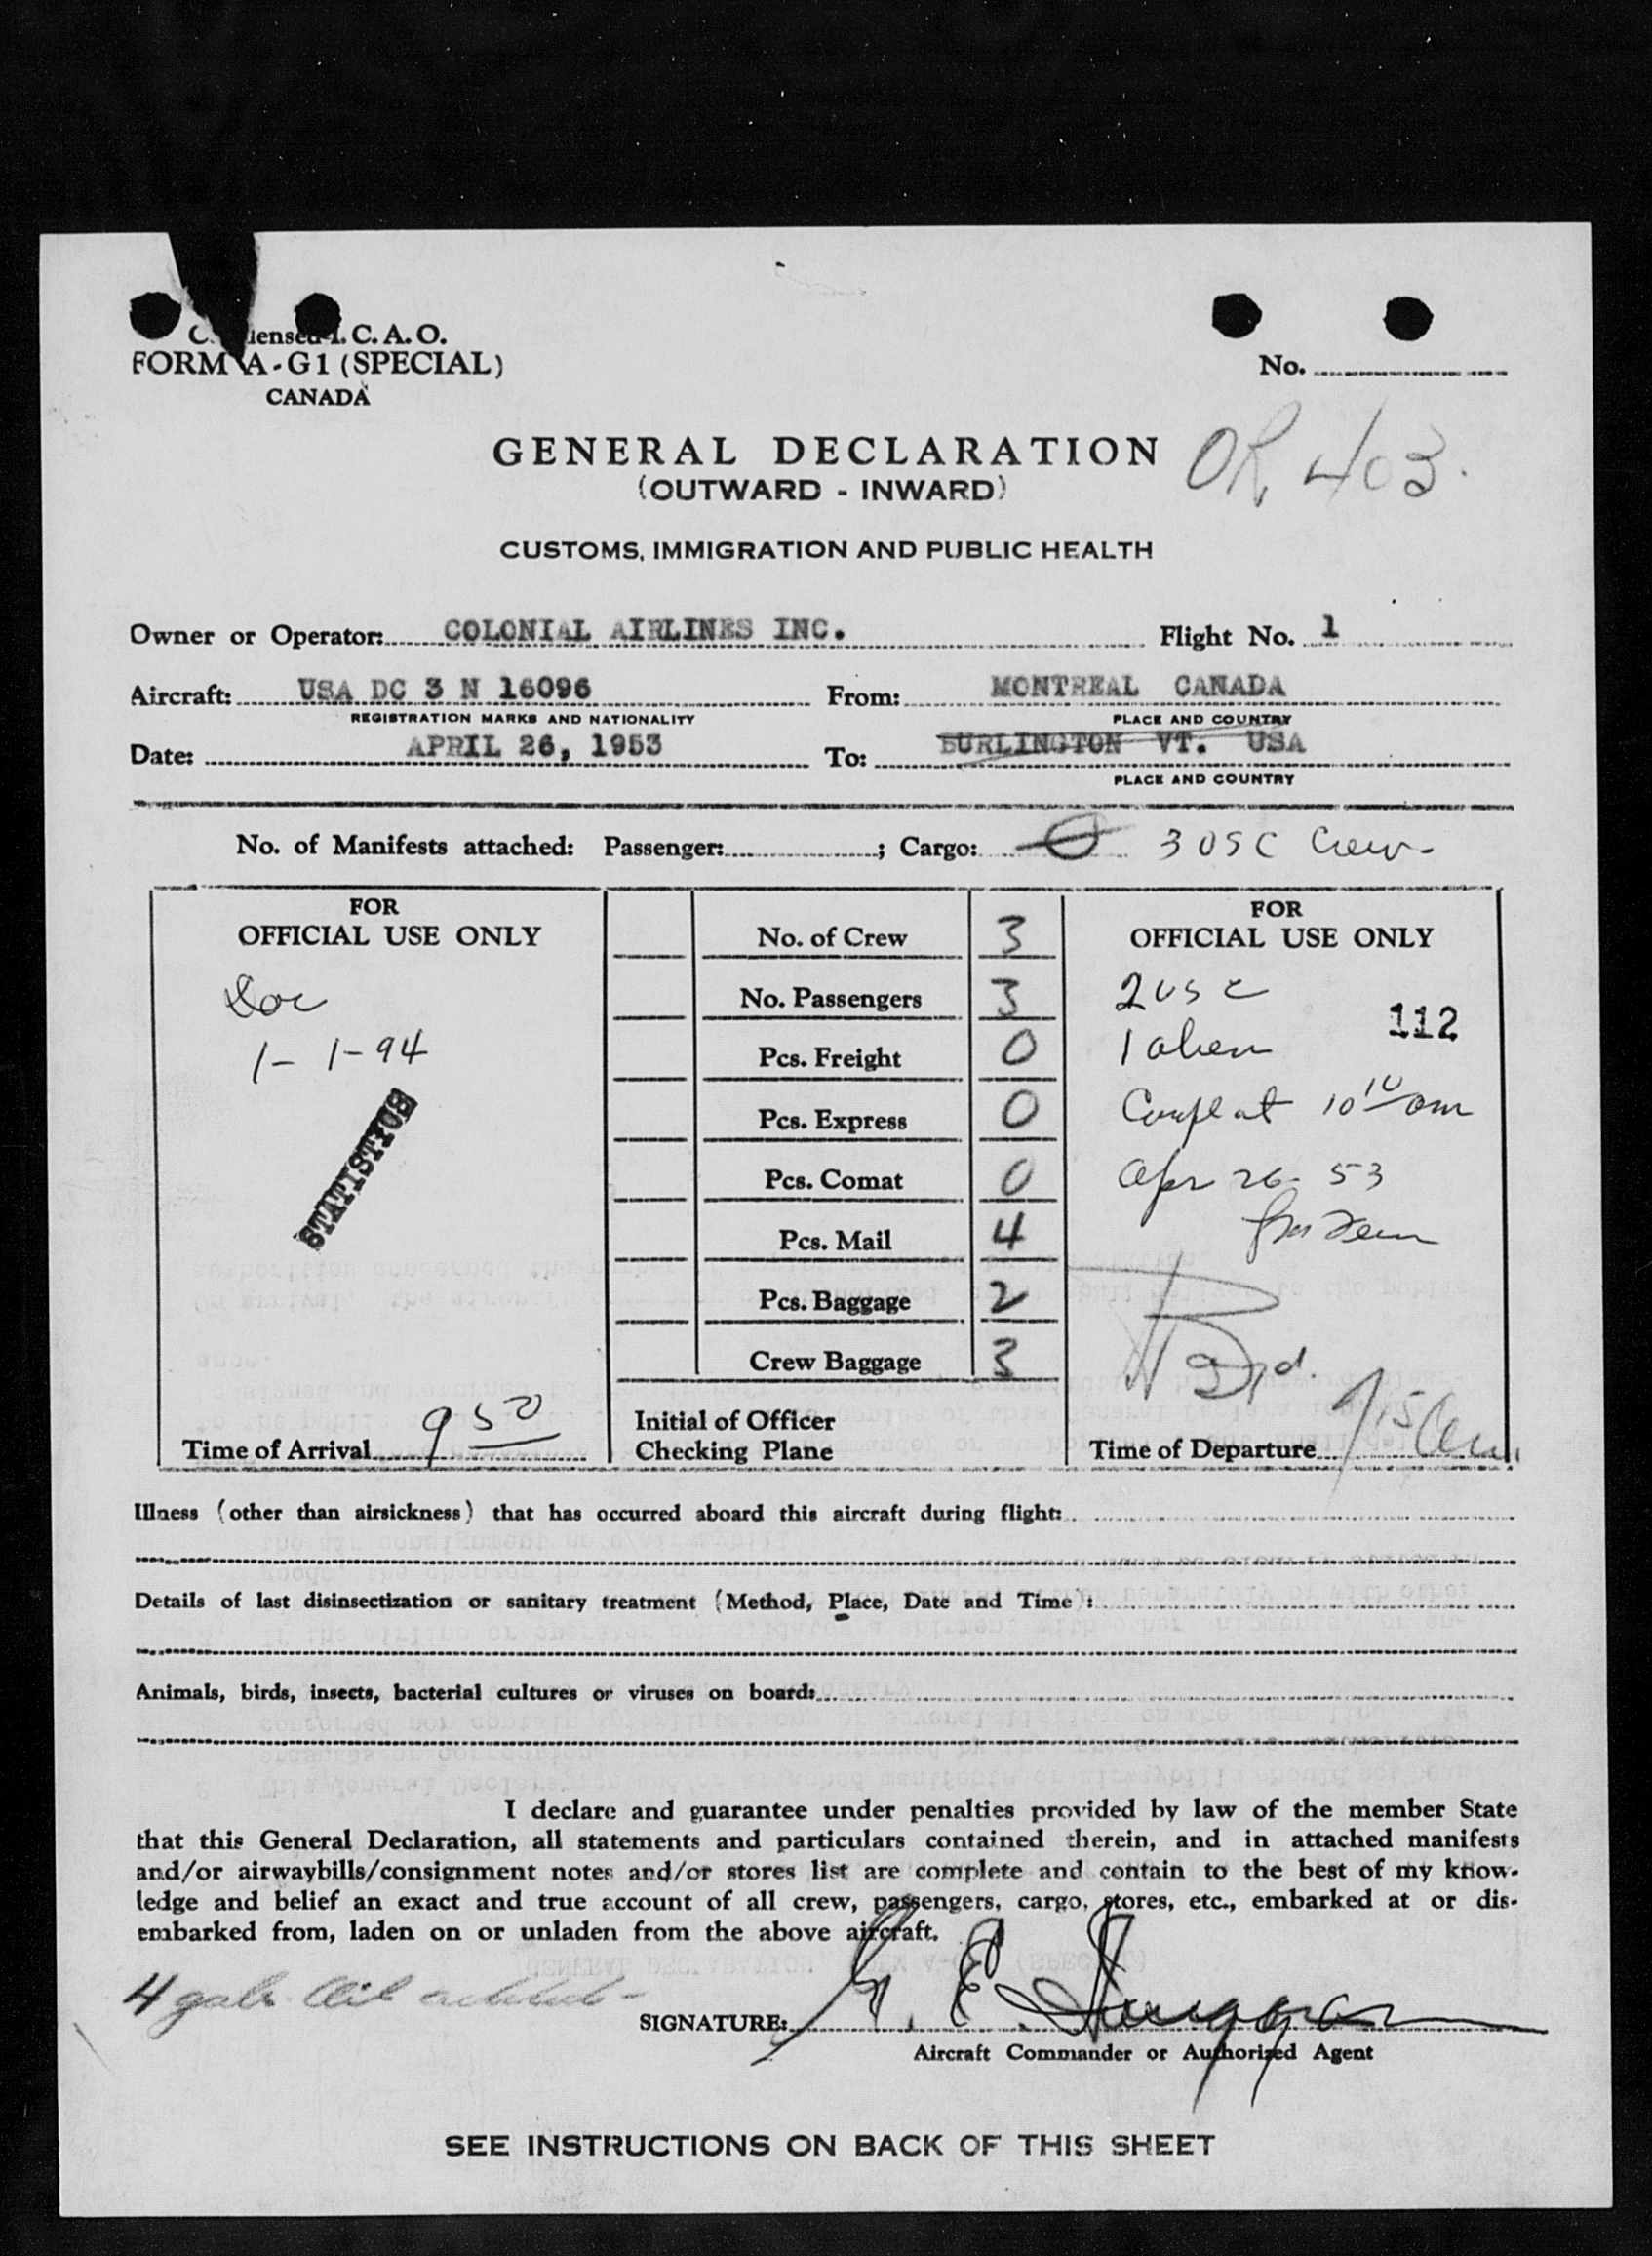 C. densed I. C. A. O.
FORM A-G1 (SPECIAL)
CANADA
No.
GENERAL DECLARATION
OR 403.
(OUTWARD - INWARD)
CUSTOMS, IMMIGRATION AND PUBLIC HEALTH
Owner or Operator: COLONIAL AIRLINES INC. Flight No. 1
Aircraft: USA DC 3 N 16096 From: MONTREAL CANADA
REGISTRATION MARKS AND NATIONALITY PLACE AND COUNTRY
Date: APRIL 26, 1953 To: BURLINGTON VT. USA
PLACE AND COUNTRY
No. of Manifests attached: Passenger: ; Cargo: 0 3 USC Crew
FOR
OFFICIAL USE ONLY
1- 1-94
STATISTICS
Time of Arrival 9 50
No. of Crew 3
No. Passengers 3
Pcs. Freight 0
Pcs. Express 0
Pcs. Comat 0
Pcs. Mail 4
Pcs. Baggage 2
Crew Baggage 3
Initial of Officer
Checking Plane
FOR
OFFICIAL USE ONLY
2 USC
112
1 alien
at 10 10 am
Apr 26- 53
Time of Departure 915
Illness (other than airsickness) that has occurred aboard this aircraft during flight:
Details of last disinsectization or sanitary treatment (Method, Place, Date and Time):
Animals, birds, insects, bacterial cultures or viruses on board:
I declare and guarantee under penalties provided by law of the member State
that this General Declaration, all statements and particulars contained therein, and in attached manifests
and/or airwaybills/consignment notes and/or stores list are complete and contain to the best of my know-
ledge and belief an exact and true account of all crew, passengers, cargo, stores, etc., embarked at or dis-
embarked from, laden on or unladen from the above aircraft.
4 gals Oil
SIGNATURE:
Aircraft Commander or Authorized Agent
SEE INSTRUCTIONS ON BACK OF THIS SHEET